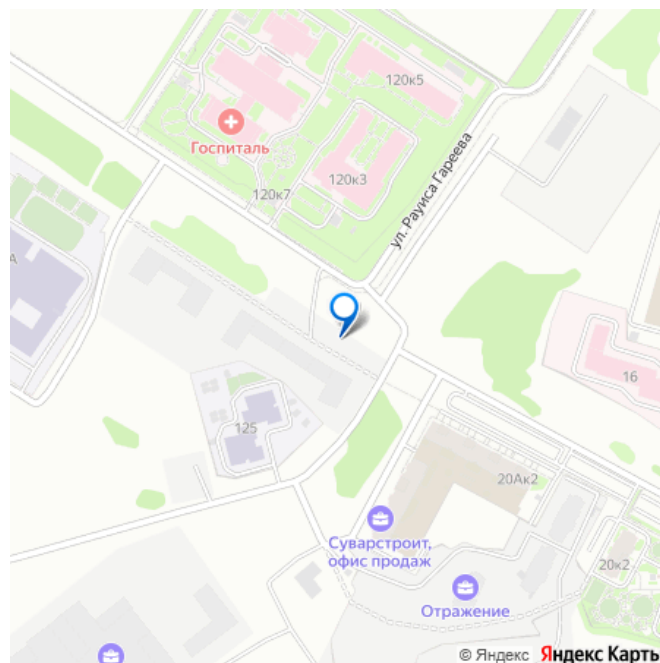 120к5
Госпиталь
120к3
120к7
ул. Рауиса Гареева
А
16
125
20Ак2
Суварстроит,
офис продаж
20к2
Отражение
© Яндекс Яндекс Карты